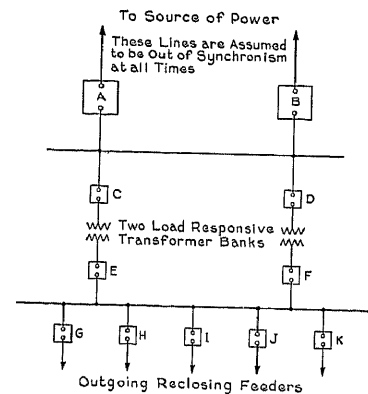 To Source of Power
These Lines are Assumed
to be Out of Synchronism
at all Times
A
B
C
D
Two Load Responsive
Transformer Banks
E
F
G
H
I
J
K
Outgoing Reclosing Feeders